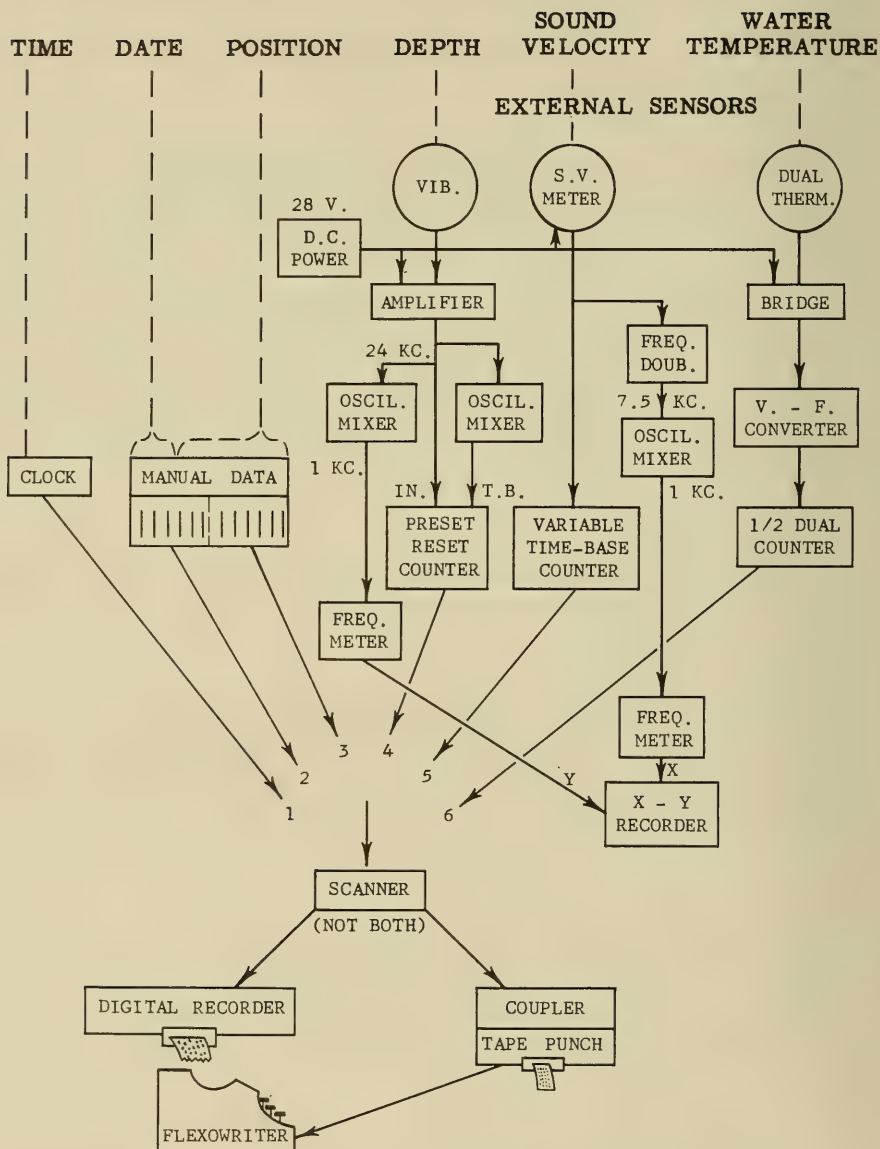 TIME DATE POSITION DEPTH SOUND VELOCITY WATER TEMPERATURE
EXTERNAL SENSORS
VIB.
S.V.
METER
DUAL
THERM.
28 V.
D.C.
POWER
AMPLIFIER
BRIDGE
24 KC.
FREQ.
DOUB.
OSCIL.
MIXER
OSCIL.
MIXER
7.5 KC.
V. - F.
CONVERTER
OSCIL.
MIXER
CLOCK
MANUAL DATA
1 KC.
1 KC.
IN.
T.B.
PRESET
RESET
COUNTER
VARIABLE
TIME-BASE
COUNTER
1/2 DUAL
COUNTER
FREQ.
METER
FREQ.
METER
1
2
3
4
5
6
Y
X
X - Y
RECORDER
SCANNER
(NOT BOTH)
DIGITAL RECORDER
COUPLER
TAPE PUNCH
FLEXOWRITER